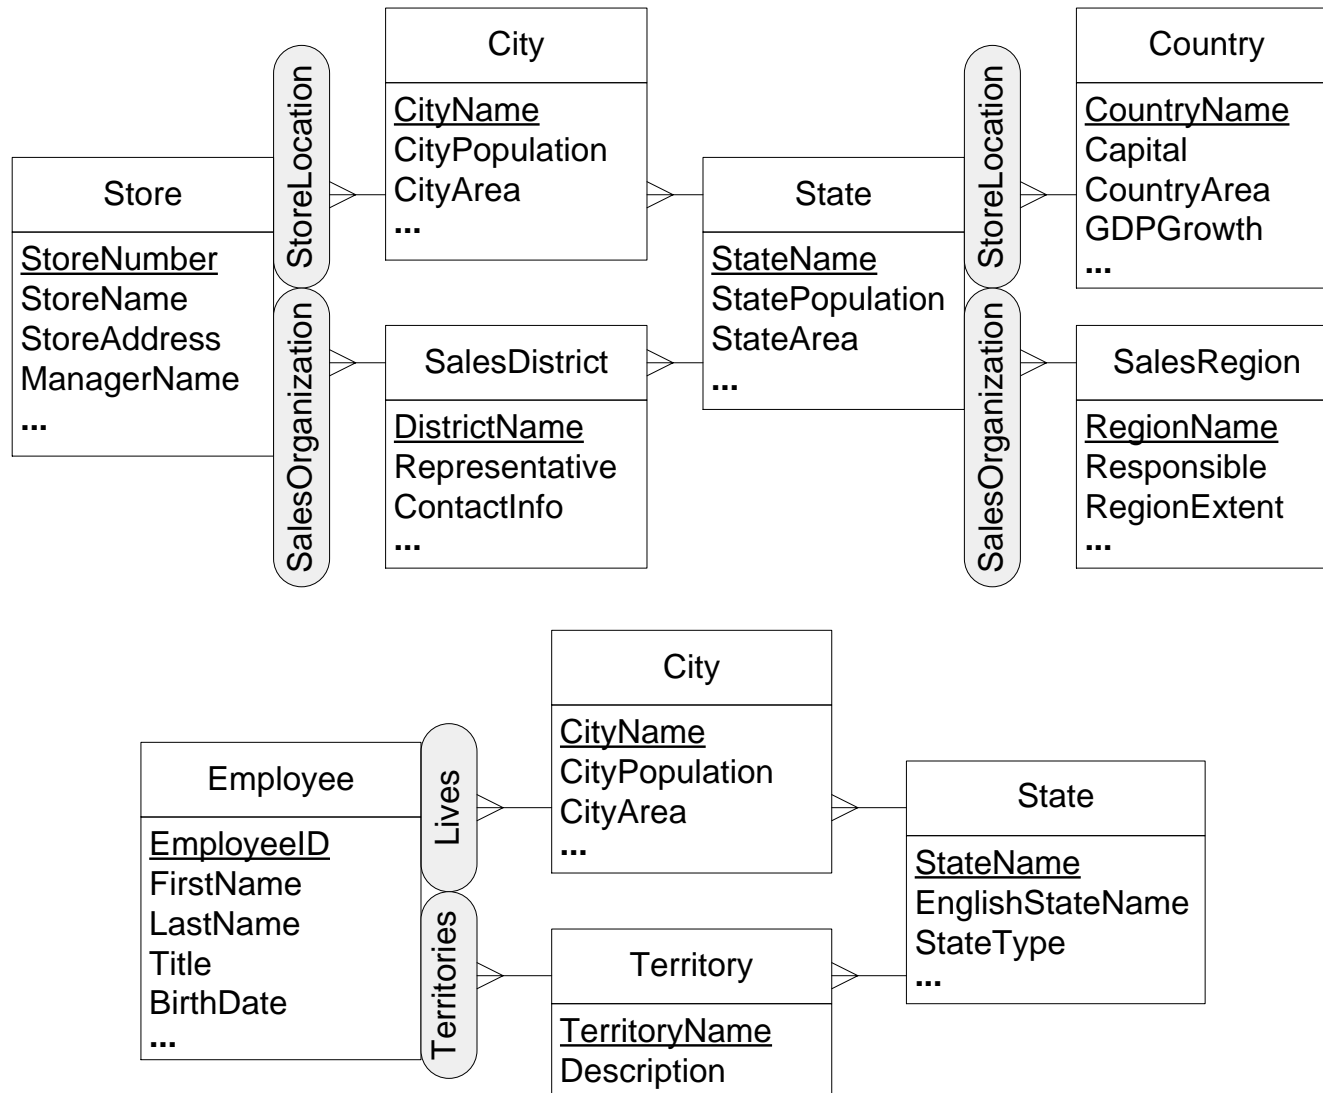 Store
StoreNumber
StoreName
StoreAddress
ManagerName
...
StoreLocation
SalesOrganization
City
CityName
CityPopulation
CityArea
...
SalesDistrict
DistrictName
Representative
ContactInfo
...
State
StateName
StatePopulation
StateArea
...
StoreLocation
SalesOrganization
Country
CountryName
Capital
CountryArea
GDPGrowth
...
SalesRegion
RegionName
Responsible
RegionExtent
...
Employee
EmployeeID
FirstName
LastName
Title
BirthDate
...
Lives
Territories
City
CityName
CityPopulation
CityArea
...
Territory
TerritoryName
Description
State
StateName
EnglishStateName
StateType
...